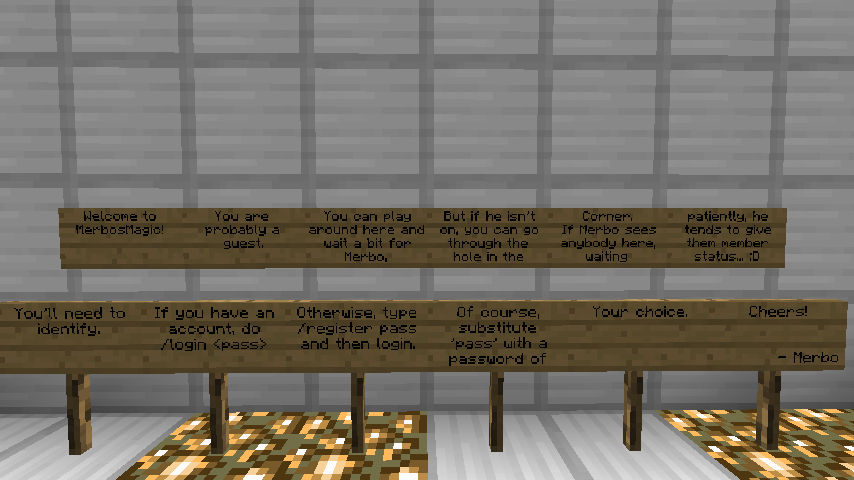 Welcome to
MerbosMagic!
You are
probably a
guest.
You can play
around here and
wait a bit for
Merbo,
But if he isn't
on, you can go
through the
hole in the
Corner.
If Merbo sees
anybody here,
waiting
patiently, he
tends to give
them member
status... :D
You'll need to
identify.
If you have an
account, do
/login <pass>
Otherwise, type
/register pass
and then login.
Of course,
substitute
'pass' with a
password of
Your choice.
Cheers!
- Merbo